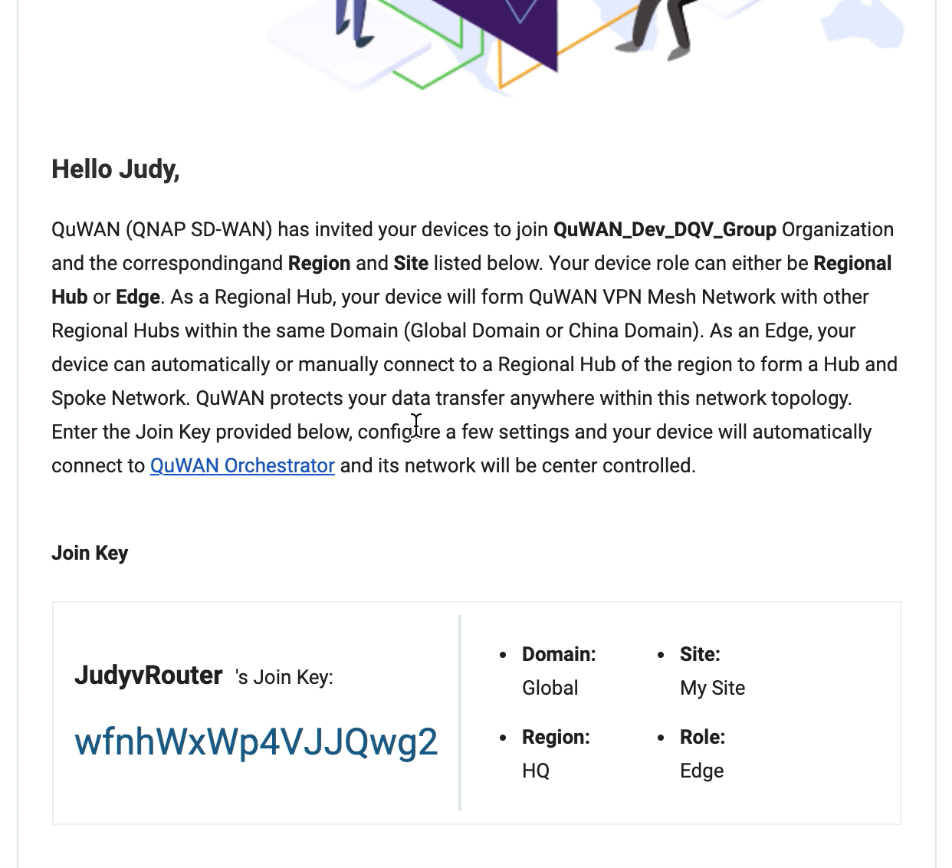 Hello Judy,
QuWAN (QNAP SD-WAN) has invited your devices to join QuWAN_Dev_DQV_Group Organization
and the correspondingand Region and Site listed below. Your device role can either be Regional
Hub or Edge. As a Regional Hub, your device will form QuWAN VPN Mesh Network with other
Regional Hubs within the same Domain (Global Domain or China Domain). As an Edge, your
device can automatically or manually connect to a Regional Hub of the region to form a Hub and
Spoke Network. QuWAN protects your data transfer anywhere within this network topology.
Enter the Join Key provided below, configure a few settings and your device will automatically
connect to QuWAN Orchestrator and its network will be center controlled.
Join Key
JudyvRouter 's Join Key:
wfnhWxWp4VJJQwg2
• Domain:
Global
• Region:
HQ
• Site:
My Site
• Role:
Edge